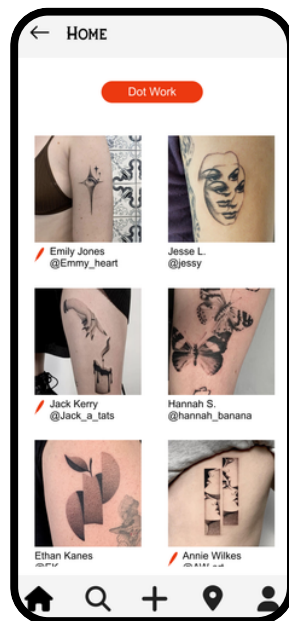 Home
Dot Work
Emily Jones
@Emmy_heart
Jesse L.
@jessy
Jack Kerry
@Jack_a_tats
Hannah S.
@hannah_banana
Ethan Kanes
Annie Wilkes